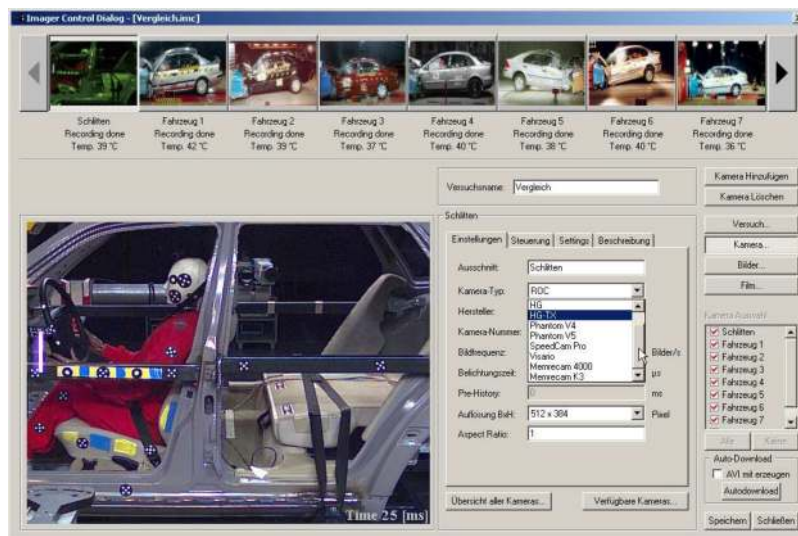 Imager Control Dialog - [Vergleich.imc]
Schlitten
Recording done
Temp. 39 °C
Fahrzeug 1
Recording done
Temp. 42 °C
Fahrzeug 2
Recording done
Temp. 39 °C
Fahrzeug 3
Recording done
Temp. 37 °C
Fahrzeug 4
Recording done
Temp. 40 °C
Fahrzeug 5
Recording done
Temp. 38 °C
Fahrzeug 6
Recording done
Temp. 40 °C
Fahrzeug 7
Recording done
Temp. 36 °C
Versuchsname: Vergleich
Kamera Hinzufügen
Kamera Löschen
Schlitten
Einstellungen Steuerung Settings Beschreibung
Ausschnitt: Schlitten
Kamera-Typ: ROC
Hersteller:
Kamera-Nummer:
Bildfrequenz: Bilder/s
Belichtungszeit: µs
HG
HG-TX
Phantom V4
Phantom V5
SpeedCam Pro
Visario
Memrecam 4000
Memrecam K3
Pre-History: 0 ms
Auflösung BxH: 512 x 384 Pixel
Aspect Ratio: 1
Übersicht aller Kameras... Verfügbare Kameras...
Versuch...
Kamera...
Bilder...
Film...
Kamera Auswahl
Schlitten
Fahrzeug 1
Fahrzeug 2
Fahrzeug 3
Fahrzeug 4
Fahrzeug 5
Fahrzeug 6
Fahrzeug 7
Alle Keine
Auto-Download
AVI mit erzeugen
Autodownload
Speichern Schließen
Time 25 [ms]